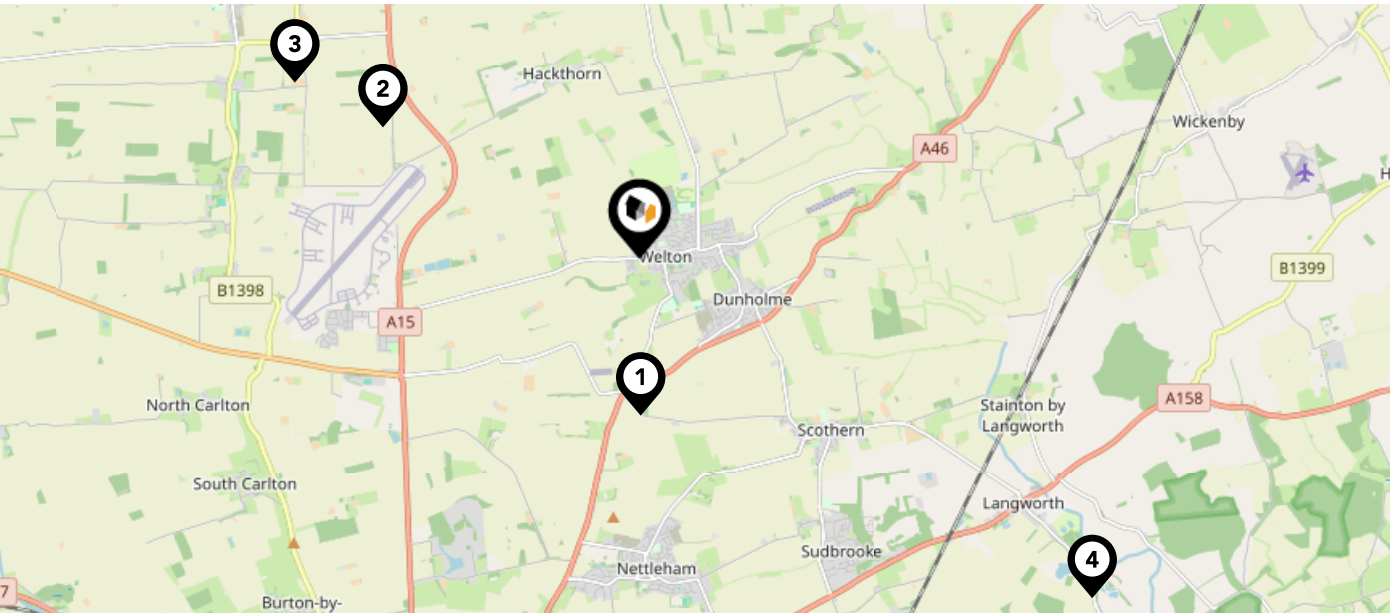 3
2
Hackthorn
Wickenby
A46
H
Welton
B1399
B1398
Dunholme
A15
1
A158
North Carlton
Stainton by
Langworth
Scothern
South Carlton
Langworth
Sudbrooke
4
Nettleham
7
Burton-by-